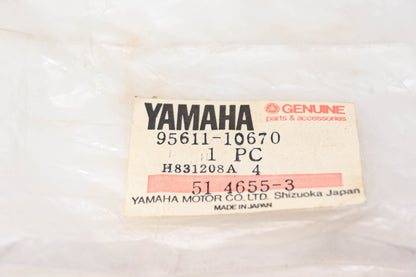 YAMAHA GENUINE
parts & accessories
95611-10670
1 PC
H831208A 4
51 4655-3
YAMAHA MOTOR CO., LTD. Shizuoka Japan
MADE IN JAPAN